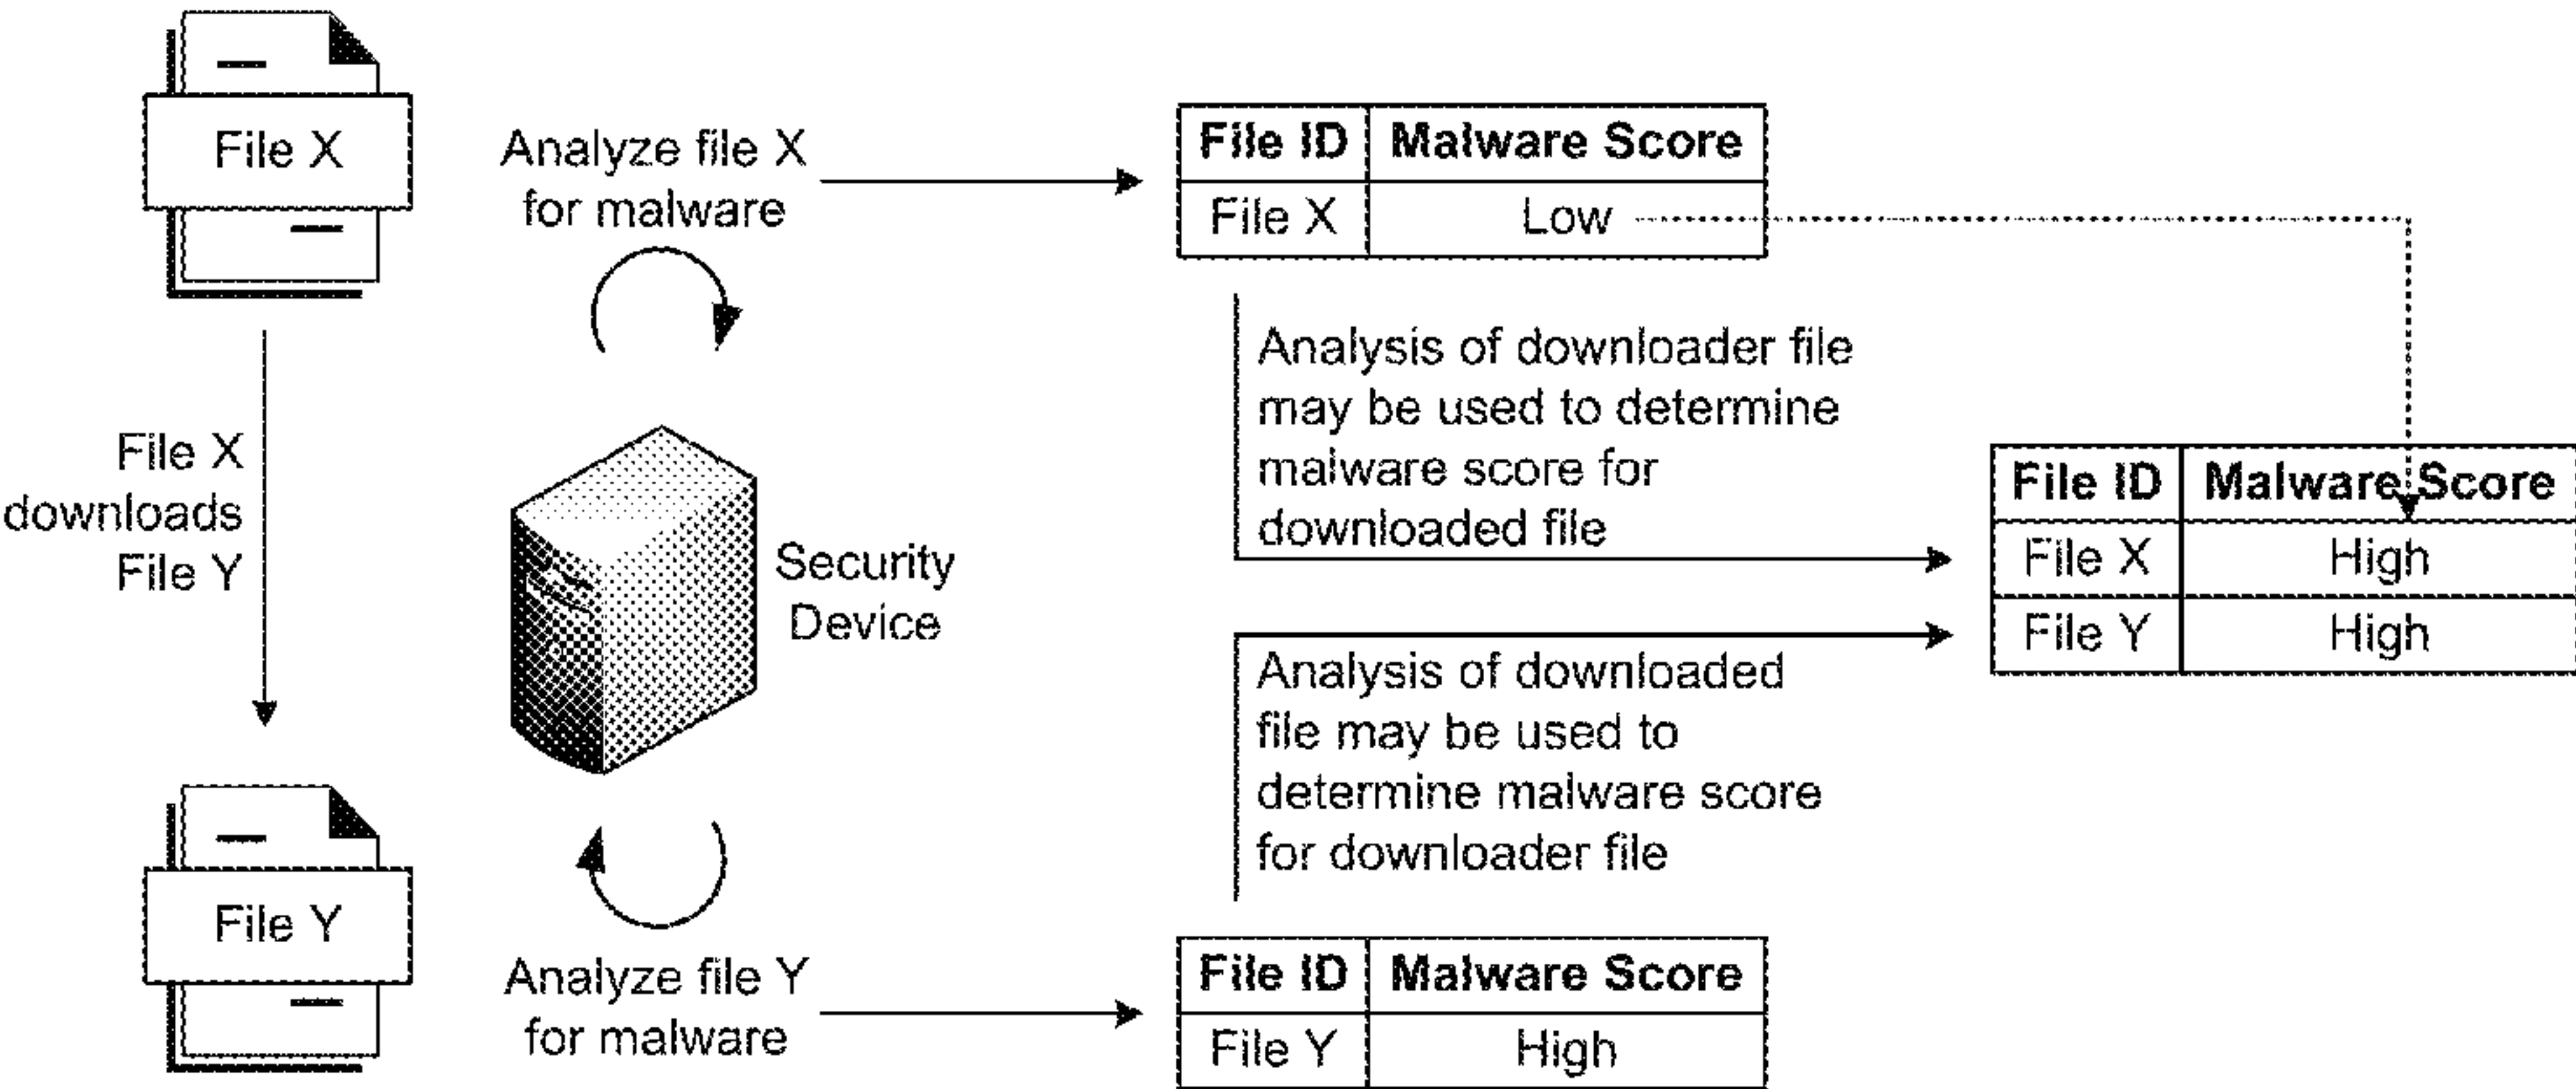 File X
Analyze file X
for malware
File ID Malware Score
File X Low
File X
downloads
File Y
Security
Device
Analysis of downloader file
may be used to determine
malware score for
downloaded file
File ID Malware Score
File X High
File Y High
Analysis of downloaded
file may be used to
determine malware score
for downloader file
File Y
Analyze file Y
for malware
File ID Malware Score
File Y High